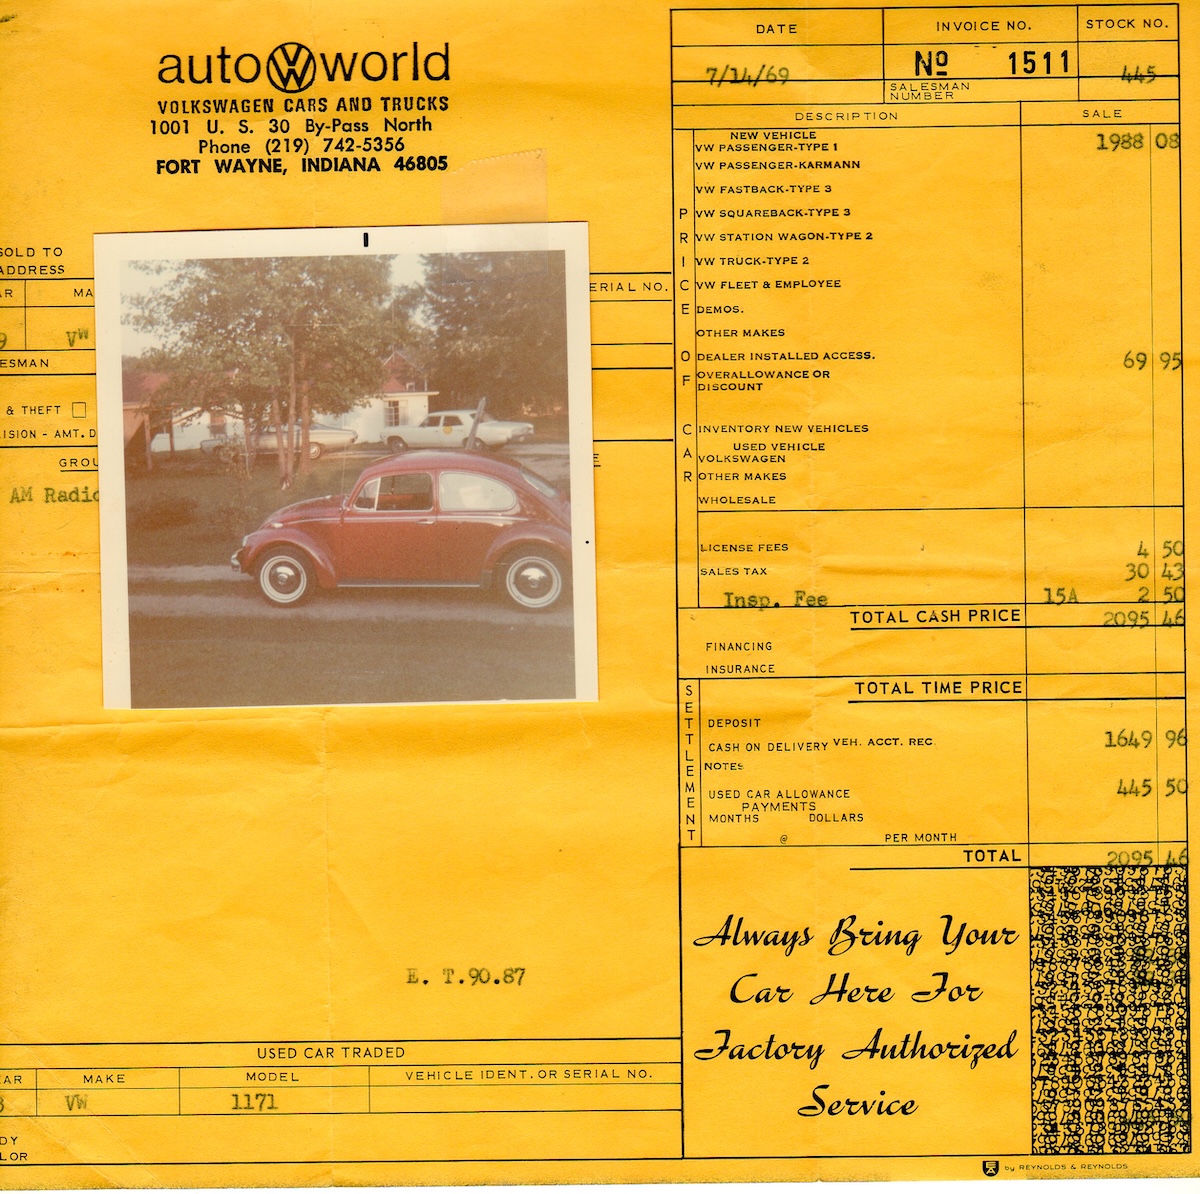 auto world
VOLKSWAGEN CARS AND TRUCKS
1001 U. S. 30 By-Pass North
Phone (219) 742-5356
FORT WAYNE, INDIANA 46805
DATE INVOICE NO. STOCK NO.
7/14/69 Nº 1511 445
SALESMAN
NUMBER
DESCRIPTION SALE
NEW VEHICLE
VW PASSENGER-TYPE 1 1988 08
VW PASSENGER-KARMANN
VW FASTBACK-TYPE 3
VW SQUAREBACK-TYPE 3
VW STATION WAGON-TYPE 2
VW TRUCK-TYPE 2
VW FLEET & EMPLOYEE
DEMOS.
OTHER MAKES
DEALER INSTALLED ACCESS. 69 95
OVERALLOWANCE OR
DISCOUNT
INVENTORY NEW VEHICLES
USED VEHICLE
VOLKSWAGEN
OTHER MAKES
WHOLESALE
PRICE OF CAR
LICENSE FEES 4 50
SALES TAX 30 43
Insp. Fee 15A 2 50
TOTAL CASH PRICE 2095 46
FINANCING
INSURANCE
TOTAL TIME PRICE
SETTLEMENT
DEPOSIT
CASH ON DELIVERY VEH. ACCT. REC. 1649 96
NOTES
USED CAR ALLOWANCE 445 50
PAYMENTS
MONTHS DOLLARS
@ PER MONTH
TOTAL 2095 46
Always Bring Your
Car Here For
Factory Authorized
Service
by REYNOLDS & REYNOLDS
SOLD TO
ADDRESS
AR MA ERIAL NO.
9 VW
ESMAN
& THEFT
ISION - AMT. D
GROU E
AM Radio
E. T.90.87
USED CAR TRADED
EAR MAKE MODEL VEHICLE IDENT. OR SERIAL NO.
3 VW 1171
DY
LOR